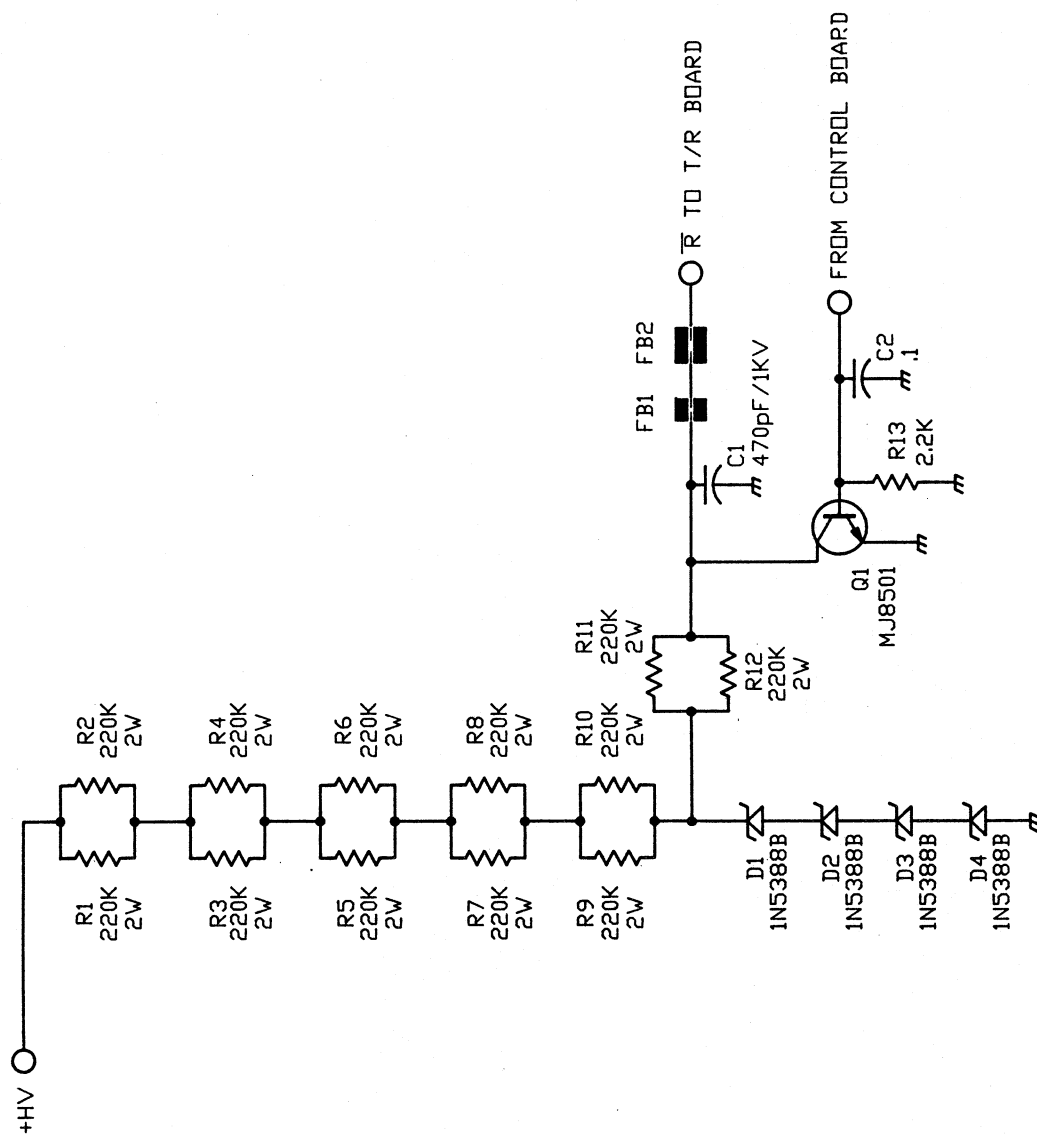 +HV
R1
220K
2W
R2
220K
2W
R3
220K
2W
R4
220K
2W
R5
220K
2W
R6
220K
2W
R7
220K
2W
R8
220K
2W
R9
220K
2W
R10
220K
2W
D1
1N5388B
D2
1N5388B
D3
1N5388B
D4
1N5388B
R11
220K
2W
R12
220K
2W
Q1
MJ8501
C1
470pF/1KV
FB1
FB2
R̅ TO T/R BOARD
R13
2.2K
C2
.1
FROM CONTROL BOARD